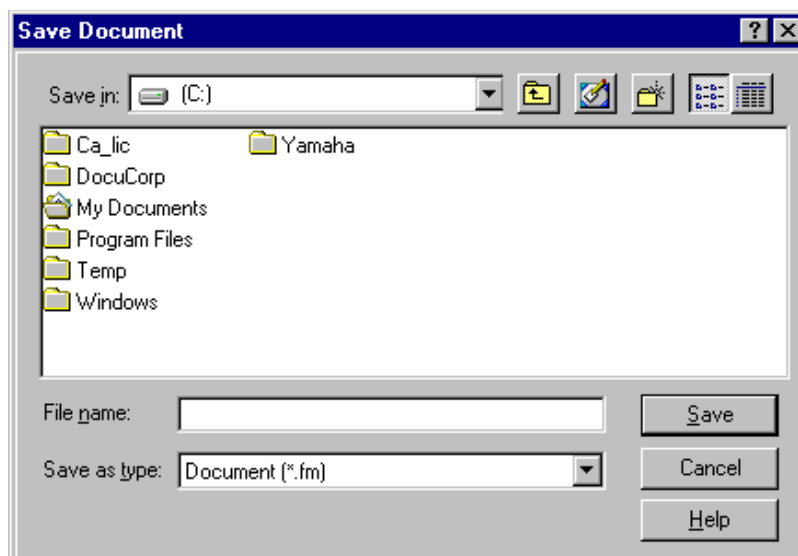 Save Document
Save in: (C:)
Ca_lic Yamaha
DocuCorp
My Documents
Program Files
Temp
Windows
File name: Save
Save as type: Document (*.fm) Cancel
Help